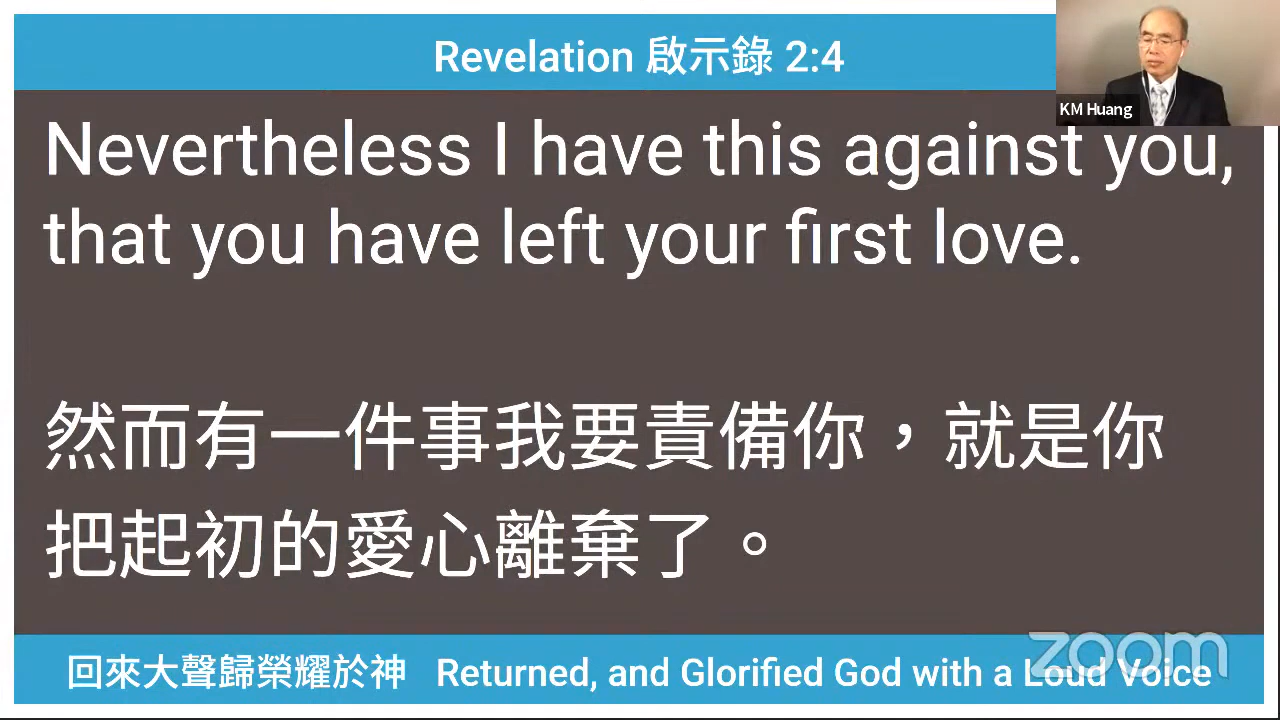 Revelation 啟示錄 2:4
KM Huang
Nevertheless I have this against you,
that you have left your first love.
然而有一件事我要責備你，就是你
把起初的愛心離棄了。
zoom
回來大聲歸榮耀於神 Returned, and Glorified God with a Loud Voice